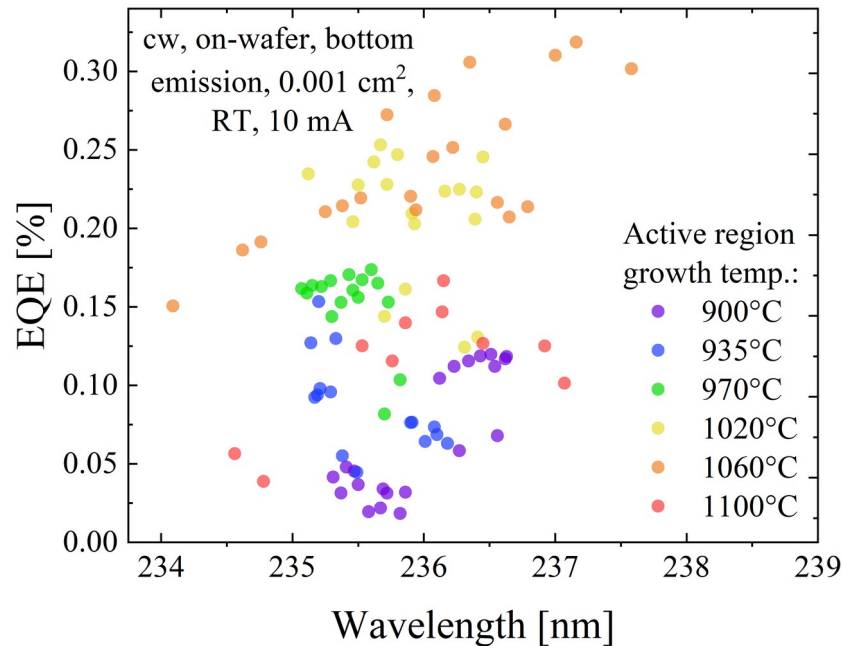 cw, on-wafer, bottom
emission, 0.001 cm²,
RT, 10 mA
EQE [%]
0.30
0.25
0.20
0.15
0.10
0.05
0.00
Active region
growth temp.:
900°C
935°C
970°C
1020°C
1060°C
1100°C
234
235
236
237
238
239
Wavelength [nm]